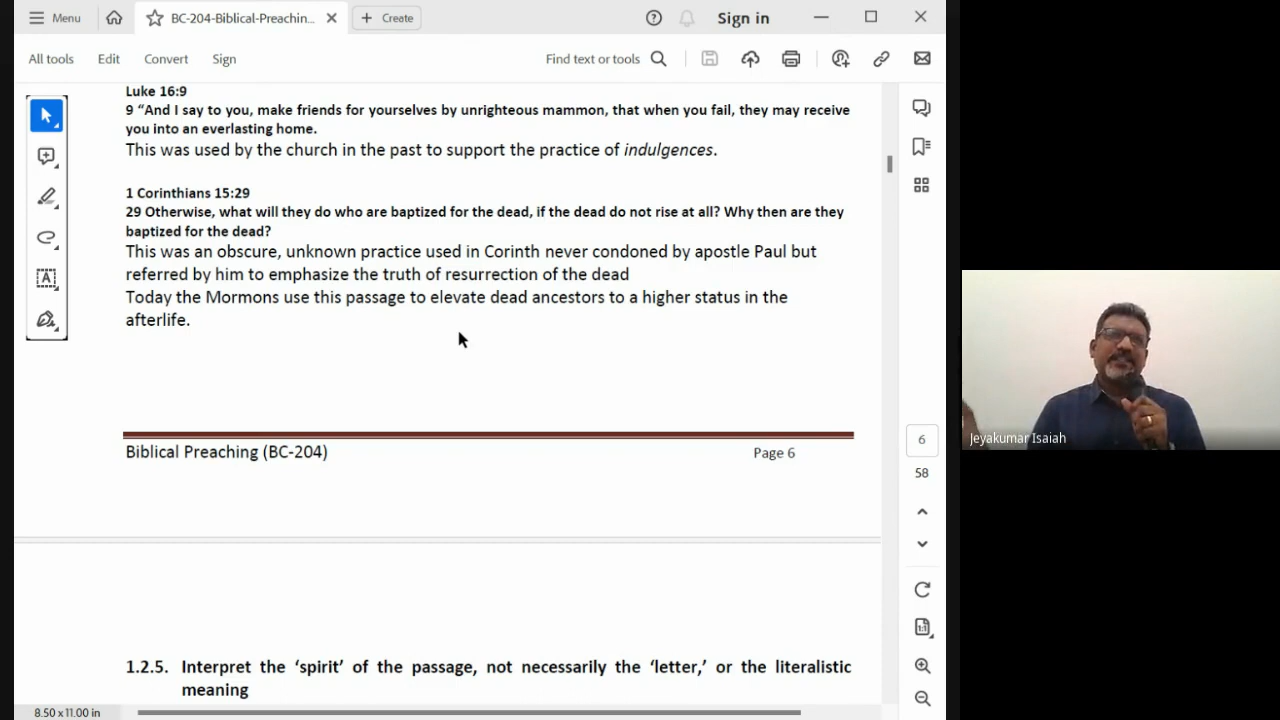 Menu
BC-204-Biblical-Preachin...
Create
Sign in
All tools
Edit
Convert
Sign
Find text or tools
Luke 16:9
9 “And I say to you, make friends for yourselves by unrighteous mammon, that when you fail, they may receive
you into an everlasting home.
This was used by the church in the past to support the practice of indulgences.
1 Corinthians 15:29
29 Otherwise, what will they do who are baptized for the dead, if the dead do not rise at all? Why then are they
baptized for the dead?
This was an obscure, unknown practice used in Corinth never condoned by apostle Paul but
referred by him to emphasize the truth of resurrection of the dead
Today the Mormons use this passage to elevate dead ancestors to a higher status in the
afterlife.
Biblical Preaching (BC-204)
Page 6
1.2.5. Interpret the ‘spirit’ of the passage, not necessarily the ‘letter,’ or the literalistic
meaning
8.50 x 11.00 in
6
58
1:1
Jeyakumar Isaiah